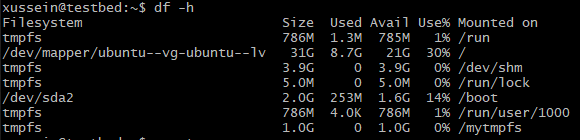 xussein@testbed:~$ df -h
Filesystem                         Size  Used Avail Use% Mounted on
tmpfs                              786M  1.3M  785M   1% /run
/dev/mapper/ubuntu--vg-ubuntu--lv   31G  8.7G   21G  30% /
tmpfs                              3.9G     0  3.9G   0% /dev/shm
tmpfs                              5.0M     0  5.0M   0% /run/lock
/dev/sda2                          2.0G  253M  1.6G  14% /boot
tmpfs                              786M  4.0K  786M   1% /run/user/1000
tmpfs                              1.0G     0  1.0G   0% /mytmpfs